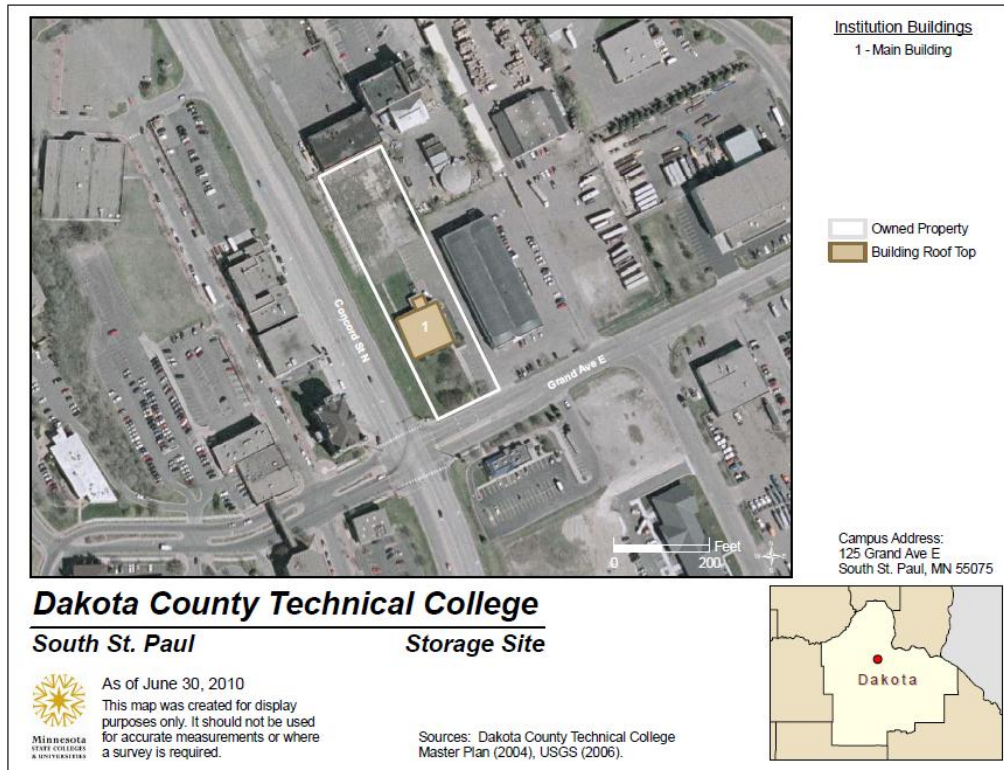 Institution Buildings
1 - Main Building
Concord St N
1
Grand Ave E
Owned Property
Building Roof Top
Feet
0 200
Campus Address:
125 Grand Ave E
South St. Paul, MN 55075
Dakota County Technical College
South St. Paul Storage Site
As of June 30, 2010
This map was created for display
purposes only. It should not be used
for accurate measurements or where
a survey is required.
Minnesota
STATE COLLEGES
& UNIVERSITIES
Sources: Dakota County Technical College
Master Plan (2004), USGS (2006).
Dakota